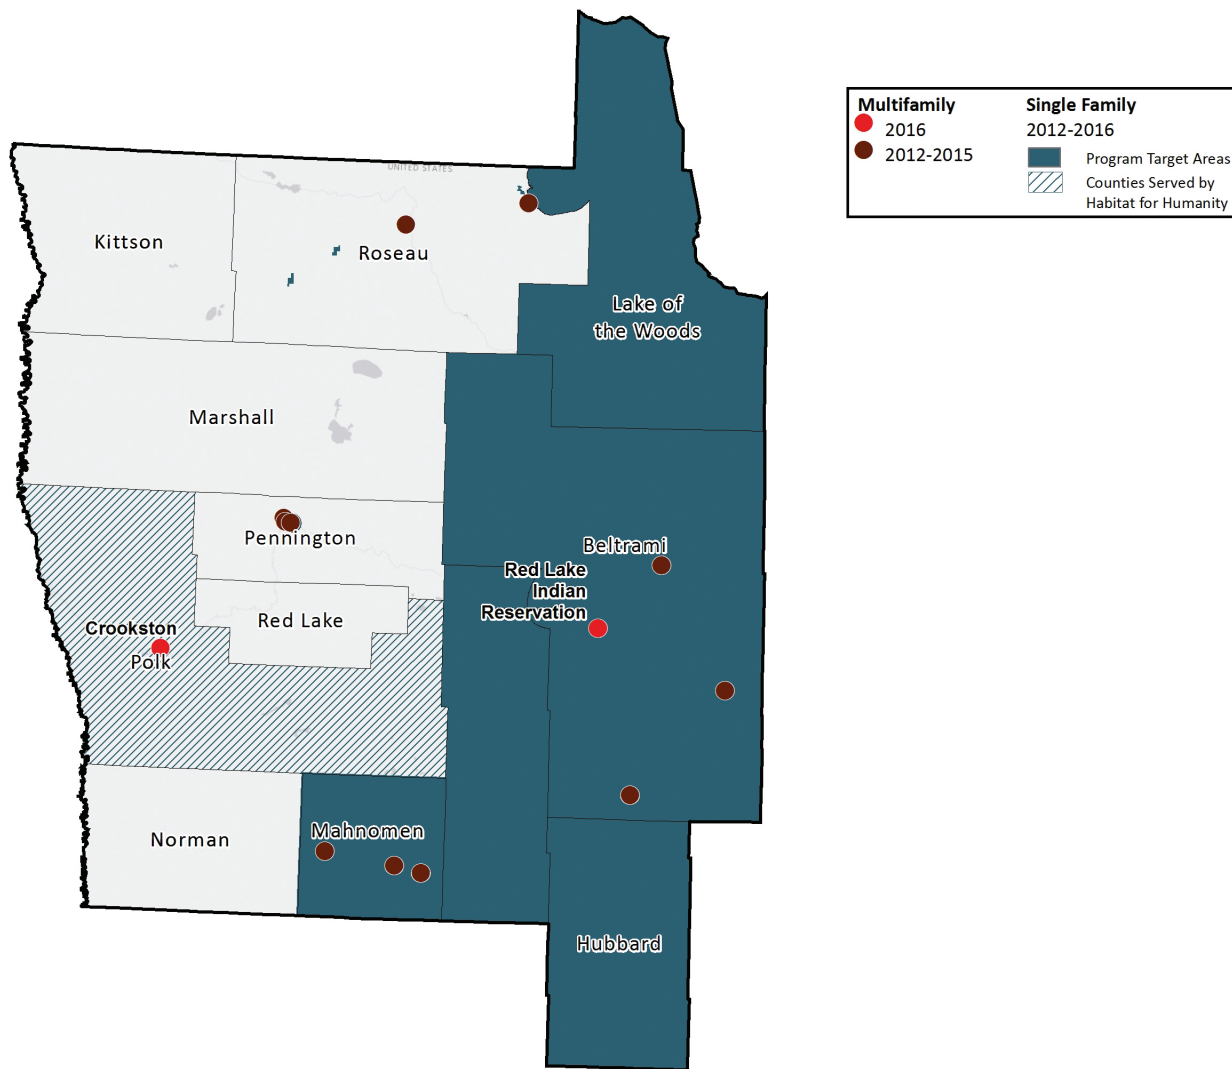 Multifamily
2016
2012-2015
Single Family
2012-2016
Program Target Areas
Counties Served by
Habitat for Humanity
UNITED STATES
Kittson
Roseau
Lake of
the Woods
Marshall
Pennington
Beltrami
Red Lake
Indian
Reservation
Red Lake
Crookston
Polk
Norman
Mahnomen
Hubbard